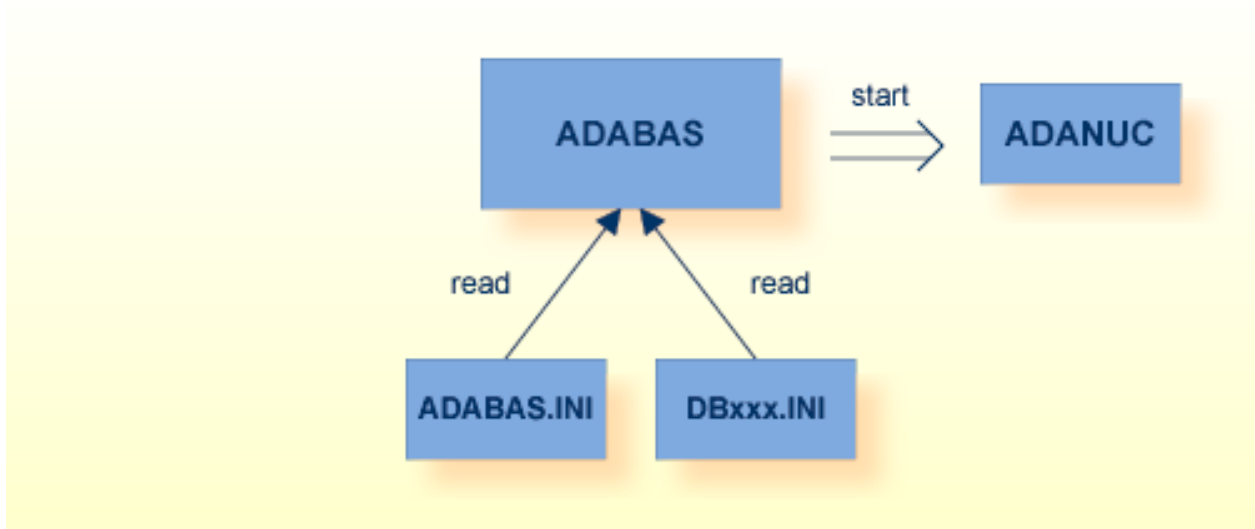 ADABAS
start
ADANUC
read
read
ADABAS.INI
DBxxx.INI